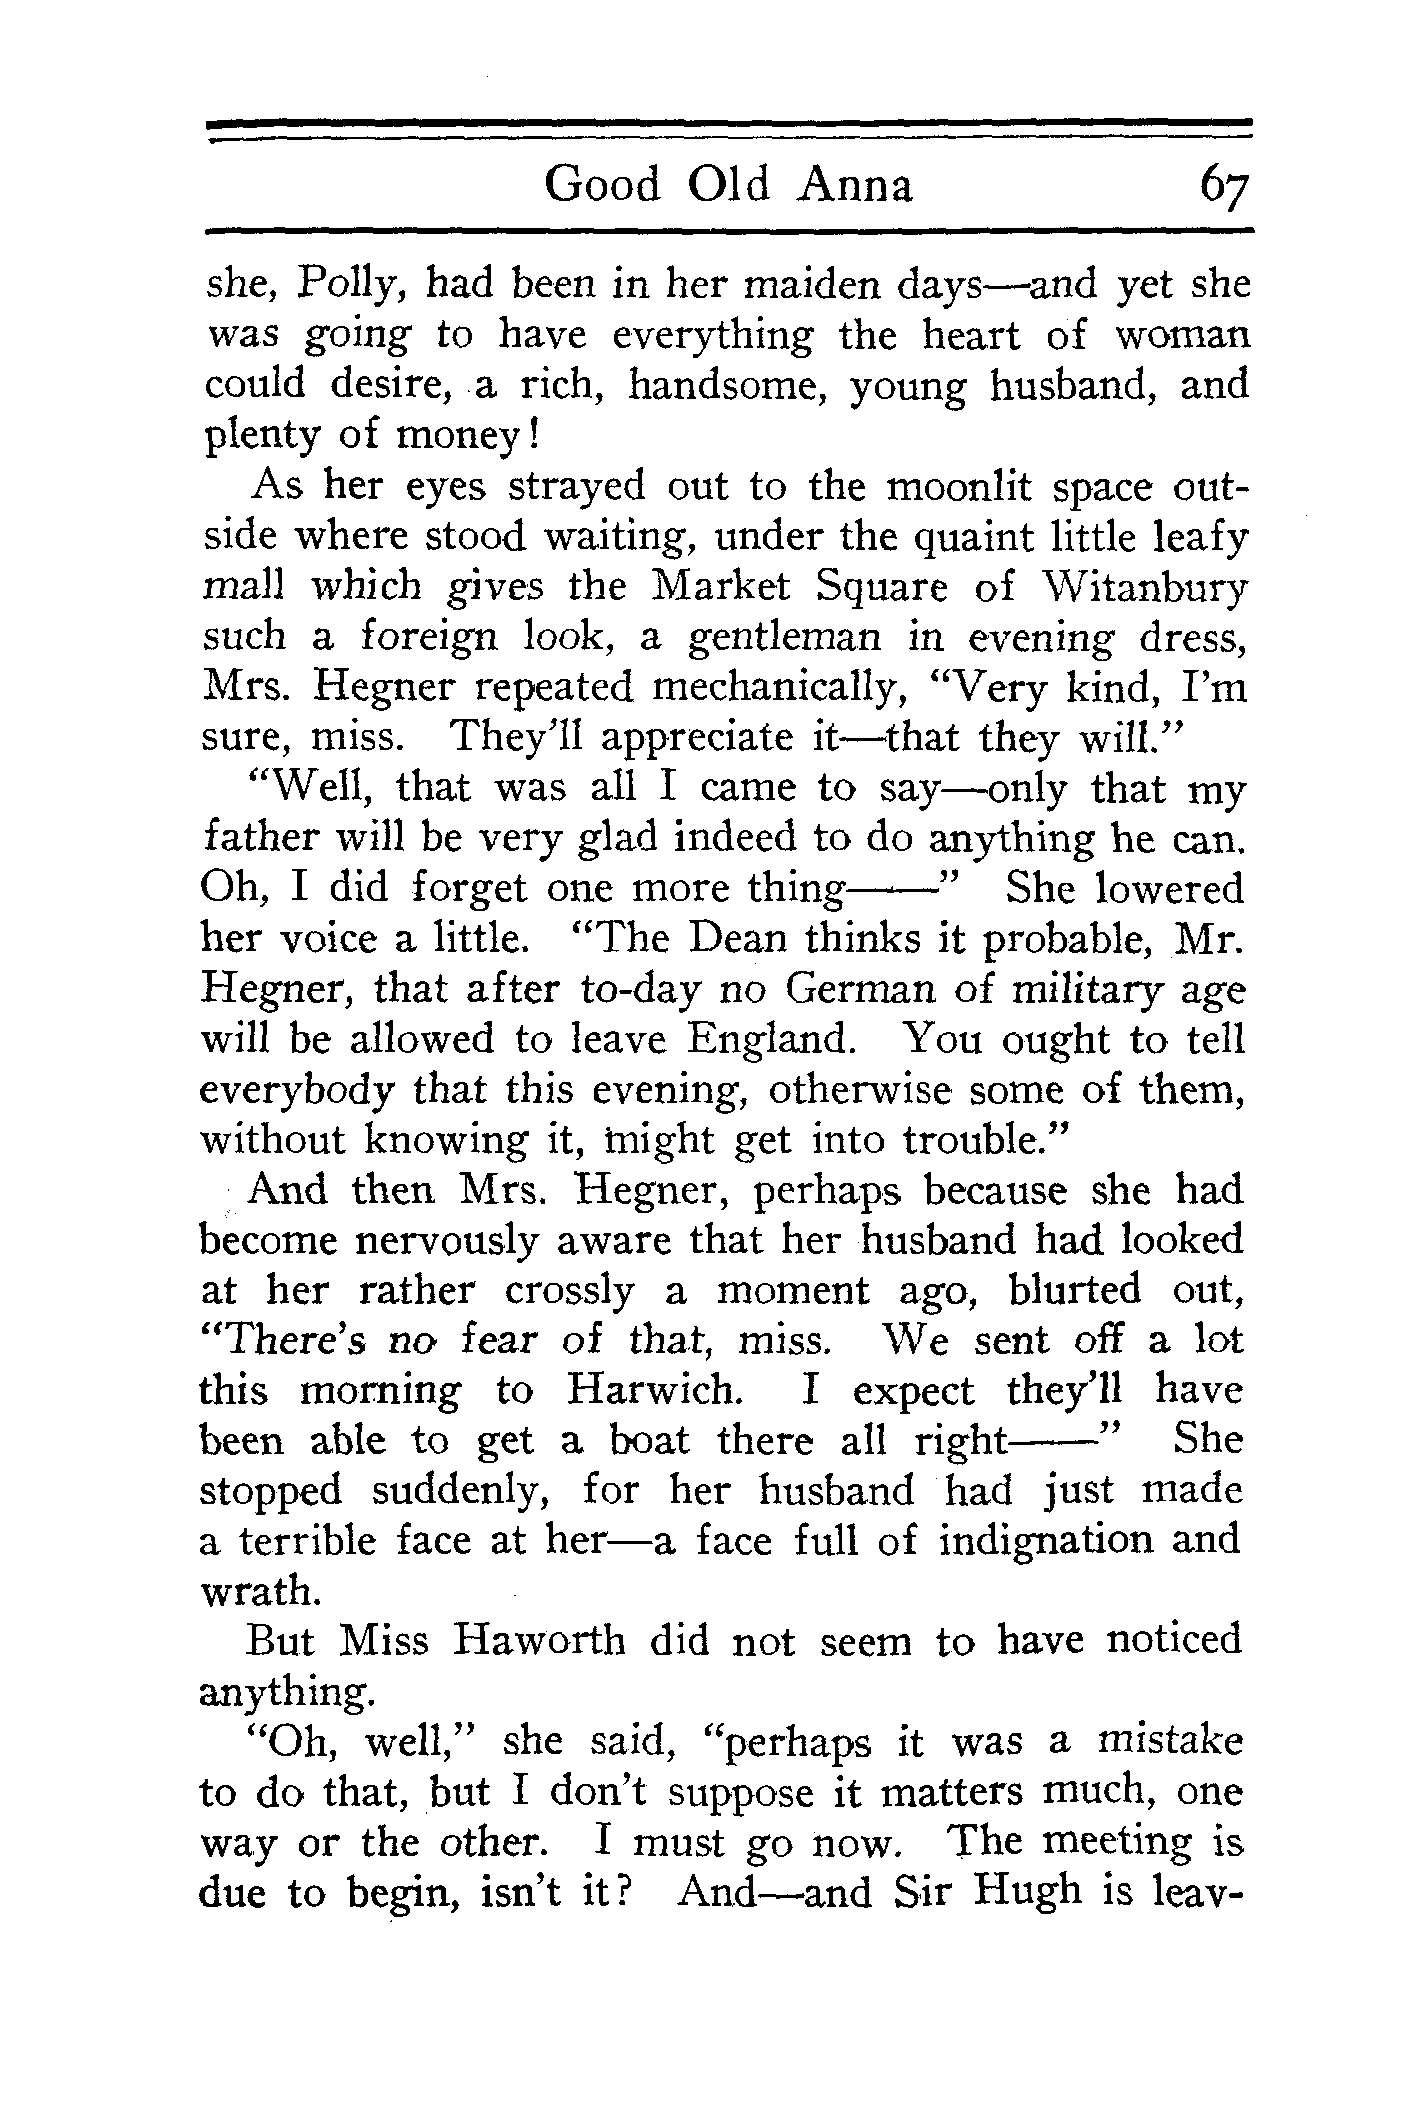 Good Old Anna 67
she, Polly, had been in her maiden days—and yet she
was going to have everything the heart of woman
could desire, a rich, handsome, young husband, and
plenty of money!
As her eyes strayed out to the moonlit space out-
side where stood waiting, under the quaint little leafy
mall which gives the Market Square of Witanbury
such a foreign look, a gentleman in evening dress,
Mrs. Hegner repeated mechanically, “Very kind, I’m
sure, miss. They’ll appreciate it—that they will.”
“Well, that was all I came to say—only that my
father will be very glad indeed to do anything he can.
Oh, I did forget one more thing——” She lowered
her voice a little. “The Dean thinks it probable, Mr.
Hegner, that after to-day no German of military age
will be allowed to leave England. You ought to tell
everybody that this evening, otherwise some of them,
without knowing it, might get into trouble.”
And then Mrs. Hegner, perhaps because she had
become nervously aware that her husband had looked
at her rather crossly a moment ago, blurted out,
“There’s no fear of that, miss. We sent off a lot
this morning to Harwich. I expect they’ll have
been able to get a boat there all right——” She
stopped suddenly, for her husband had just made
a terrible face at her—a face full of indignation and
wrath.
But Miss Haworth did not seem to have noticed
anything.
“Oh, well,” she said, “perhaps it was a mistake
to do that, but I don’t suppose it matters much, one
way or the other. I must go now. The meeting is
due to begin, isn’t it? And—and Sir Hugh is leav-